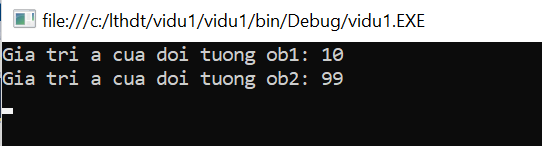 file:///c:/lthdt/vidu1/vidu1/bin/Debug/vidu1.EXE
Gia tri a cua doi tuong ob1: 10
Gia tri a cua doi tuong ob2: 99